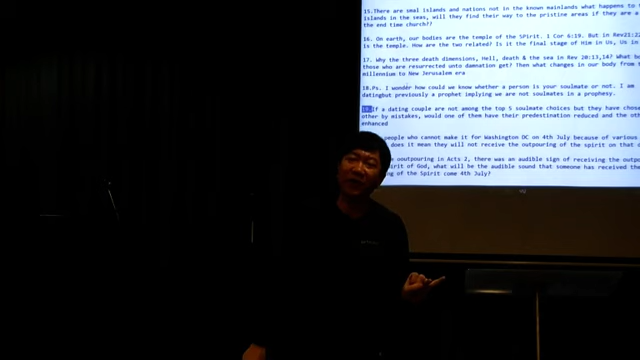 15.There are smal islands and nations not in the known mainlands what happens to
islands in the seas, will they find their way to the pristine areas if they are a
the end time church??
16. On earth, our bodies are the temple of the SPirit. 1 Cor 6:19. But in Rev21:22
is the temple. How are the two related? Is it the final stage of Him in Us, Us in
17. Why the three death dimensions, Hell, death & the sea in Rev 20:13,14? What
those who are resurrected unto damnation get? Then what changes in our body from
millennium to New Jerusalem era
18.Ps. I wonder how could we know whether a person is your soulmate or not. I am
datingbut previously a prophet implying we are not soulmates in a prophesy.
19.If a dating couple are not among the top 5 soulmate choices but they have
other by mistakes, would one of them have their predestination reduced and the
enhanced
people who cannot make it for Washington DC on 4th July because of various
does it mean they will not receive the outpouring of the spirit on that
outpouring in Acts 2, there was an audible sign of receiving the
of God, what will be the audible sound that someone has received the
of the Spirit come 4th July?